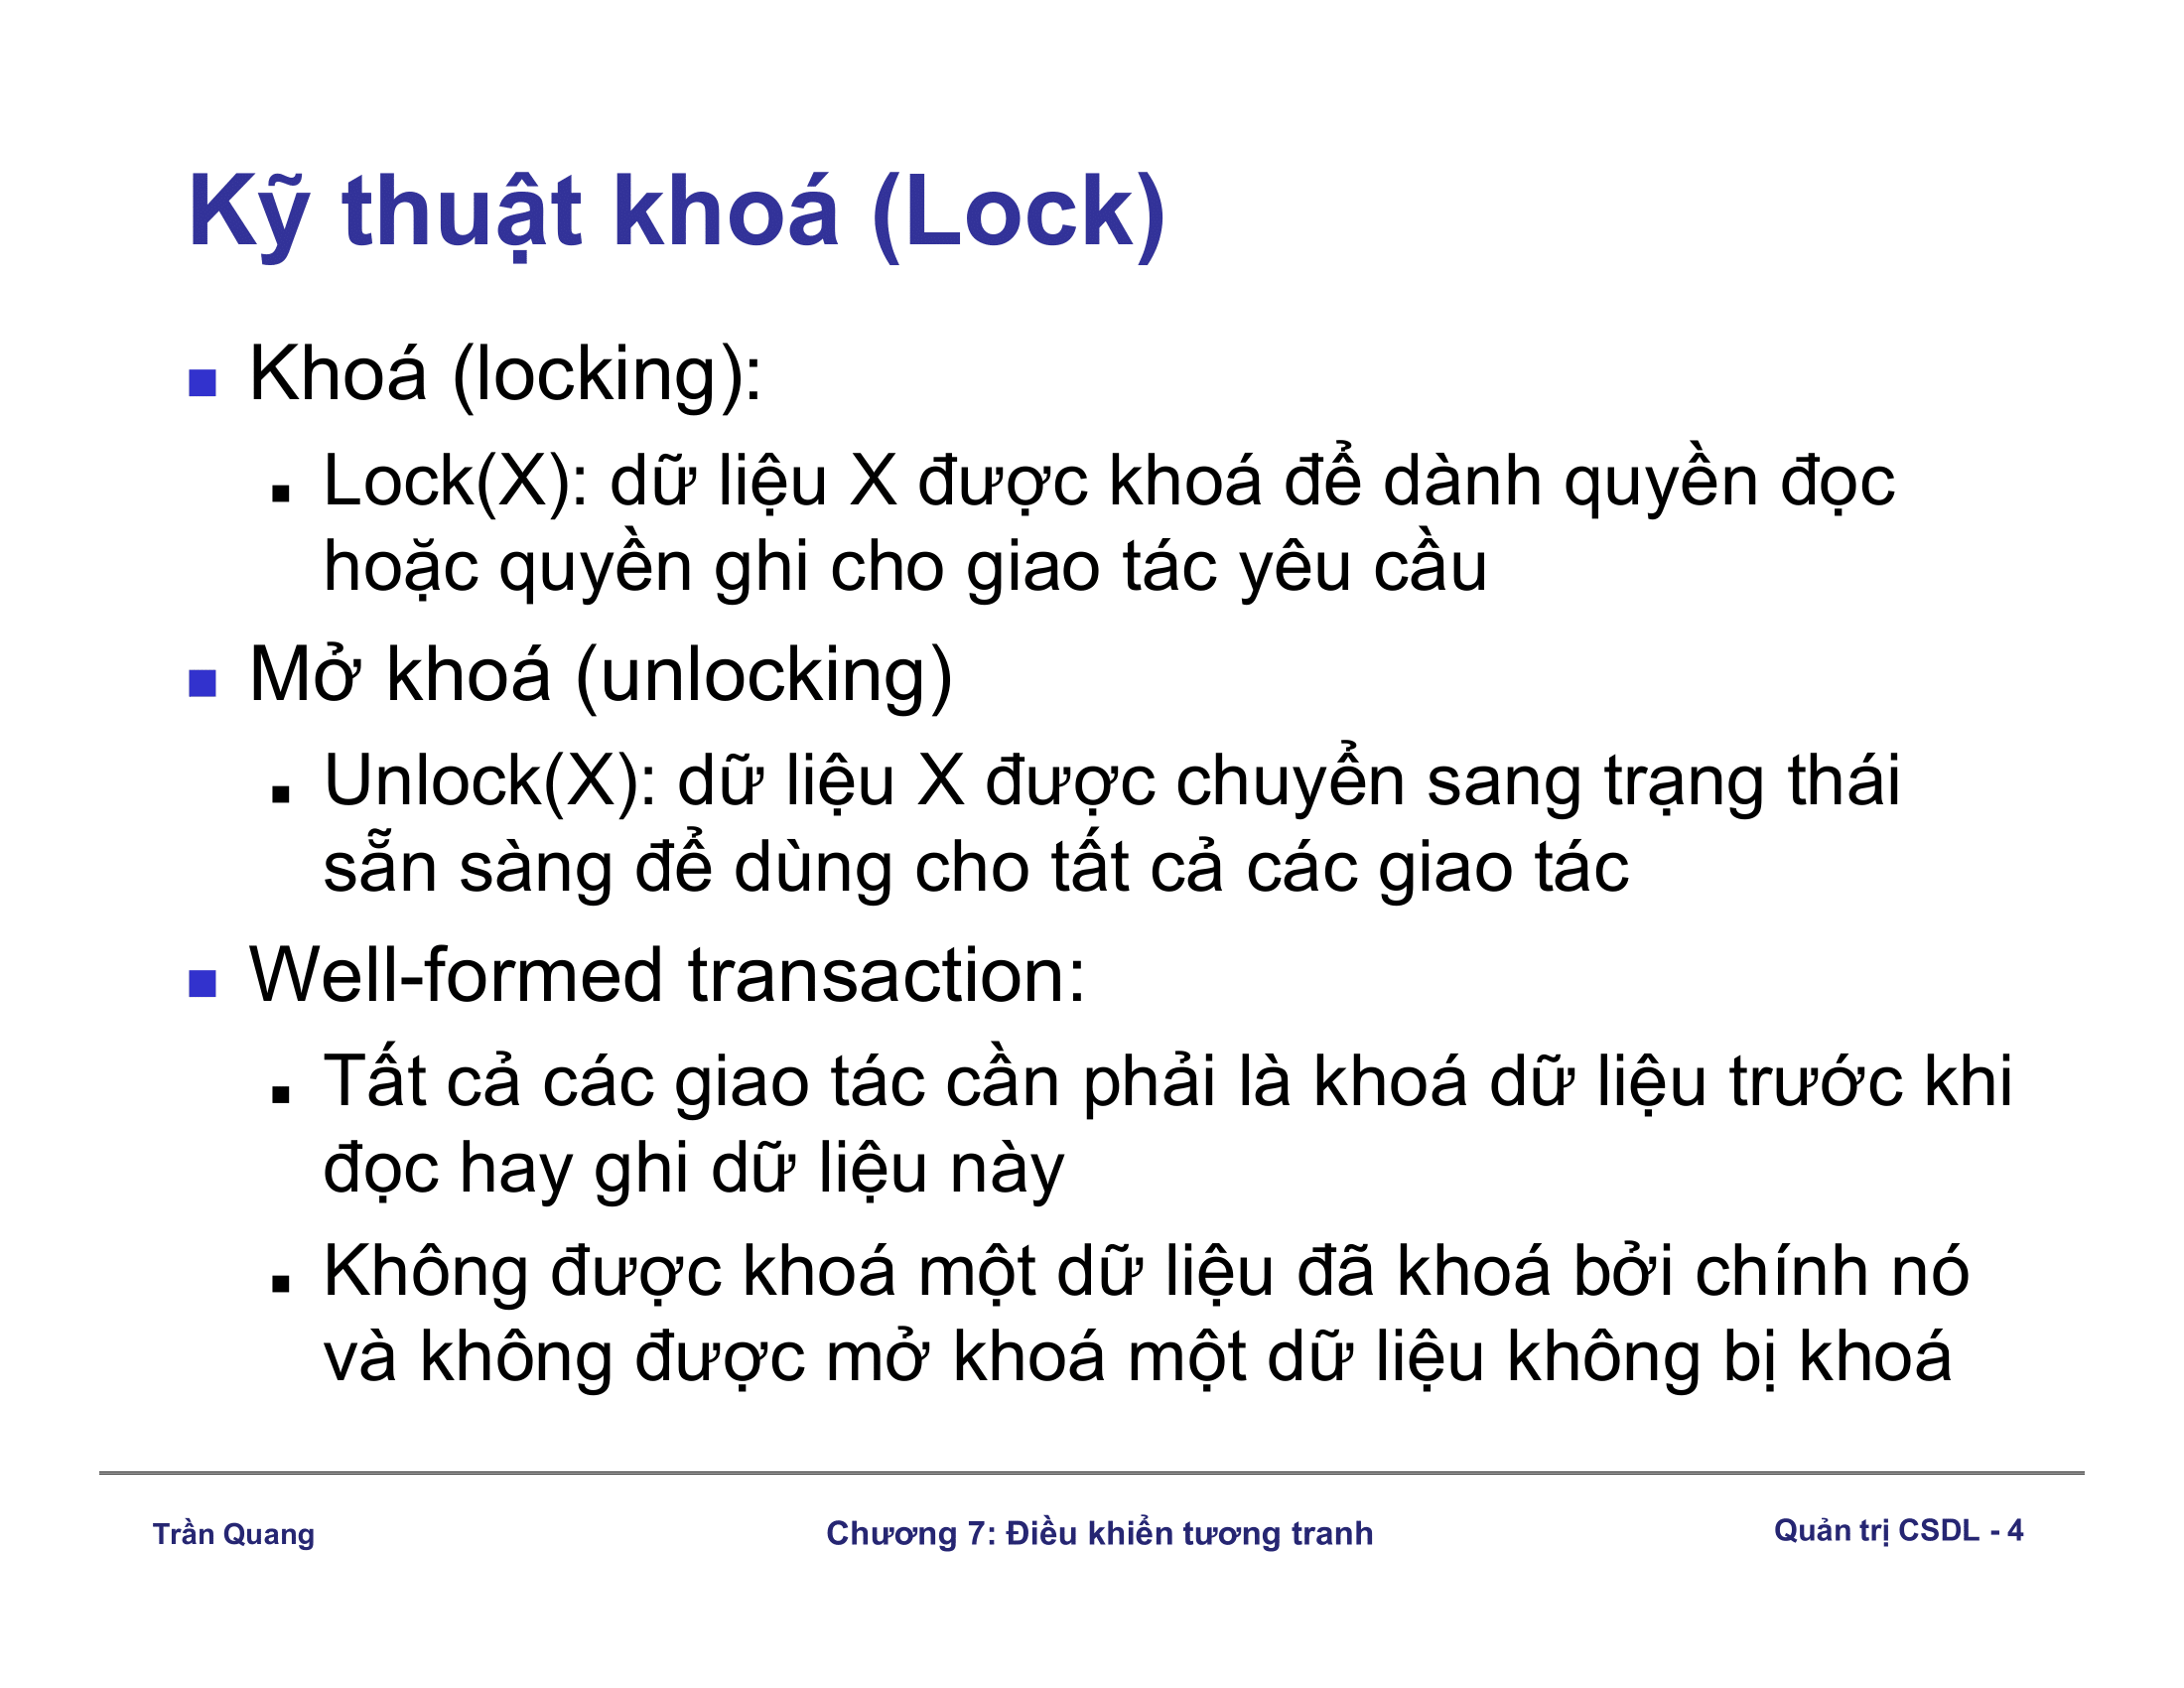 Kỹ thuật khoá (Lock)
Khoá (locking):
Lock(X): dữ liệu X được khoá để dành quyền đọc
hoặc quyền ghi cho giao tác yêu cầu
Mở khoá (unlocking)
Unlock(X): dữ liệu X được chuyển sang trạng thái
sẵn sàng để dùng cho tất cả các giao tác
Well-formed transaction:
Tất cả các giao tác cần phải là khoá dữ liệu trước khi
đọc hay ghi dữ liệu này
Không được khoá một dữ liệu đã khoá bởi chính nó
và không được mở khoá một dữ liệu không bị khoá
Trần Quang
Chương 7: Điều khiển tương tranh
Quản trị CSDL - 4